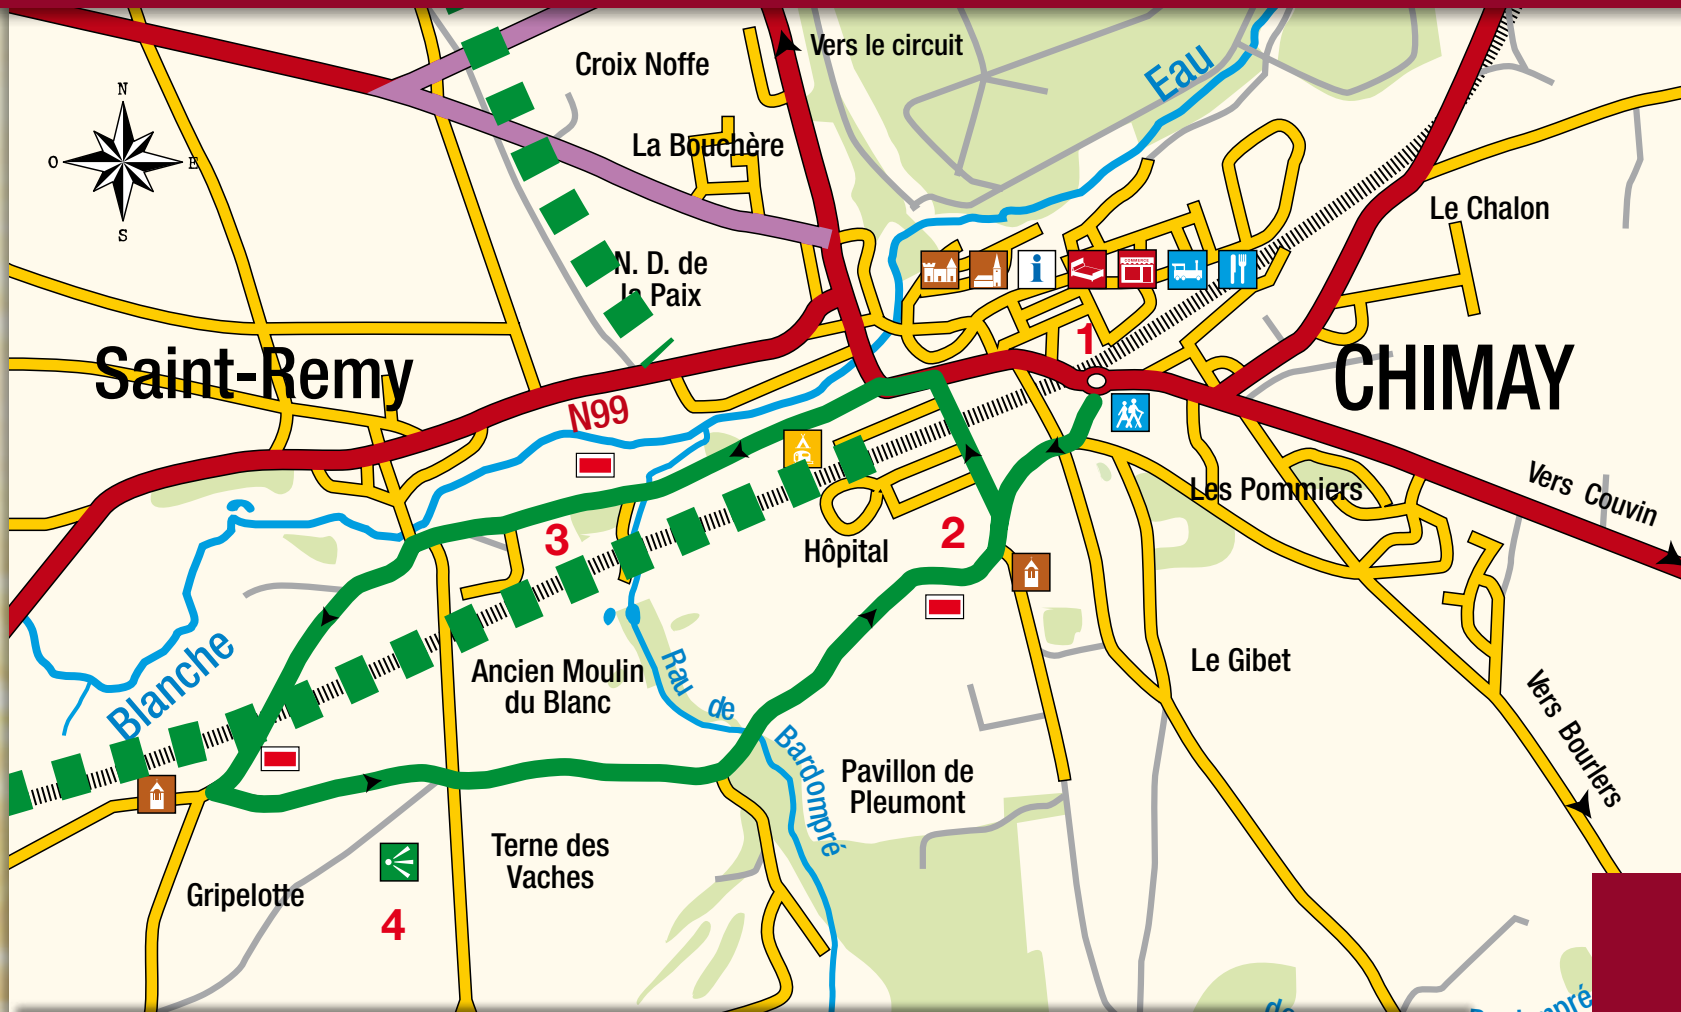 Croix Noffe
Vers le circuit
Eau
N
O
E
S
La Bouchère
Le Chalon
N. D. de
la Paix
COMMERCE
i
1
Saint-Remy
CHIMAY
N99
Vers Couvin
Les Pommiers
3
2
Hôpital
Blanche
Ancien Moulin
du Blanc
Rau de
Bardompré
Le Gibet
Vers Bourlers
Pavillon de
Pleumont
Terne des
Vaches
Gripelotte
4
de